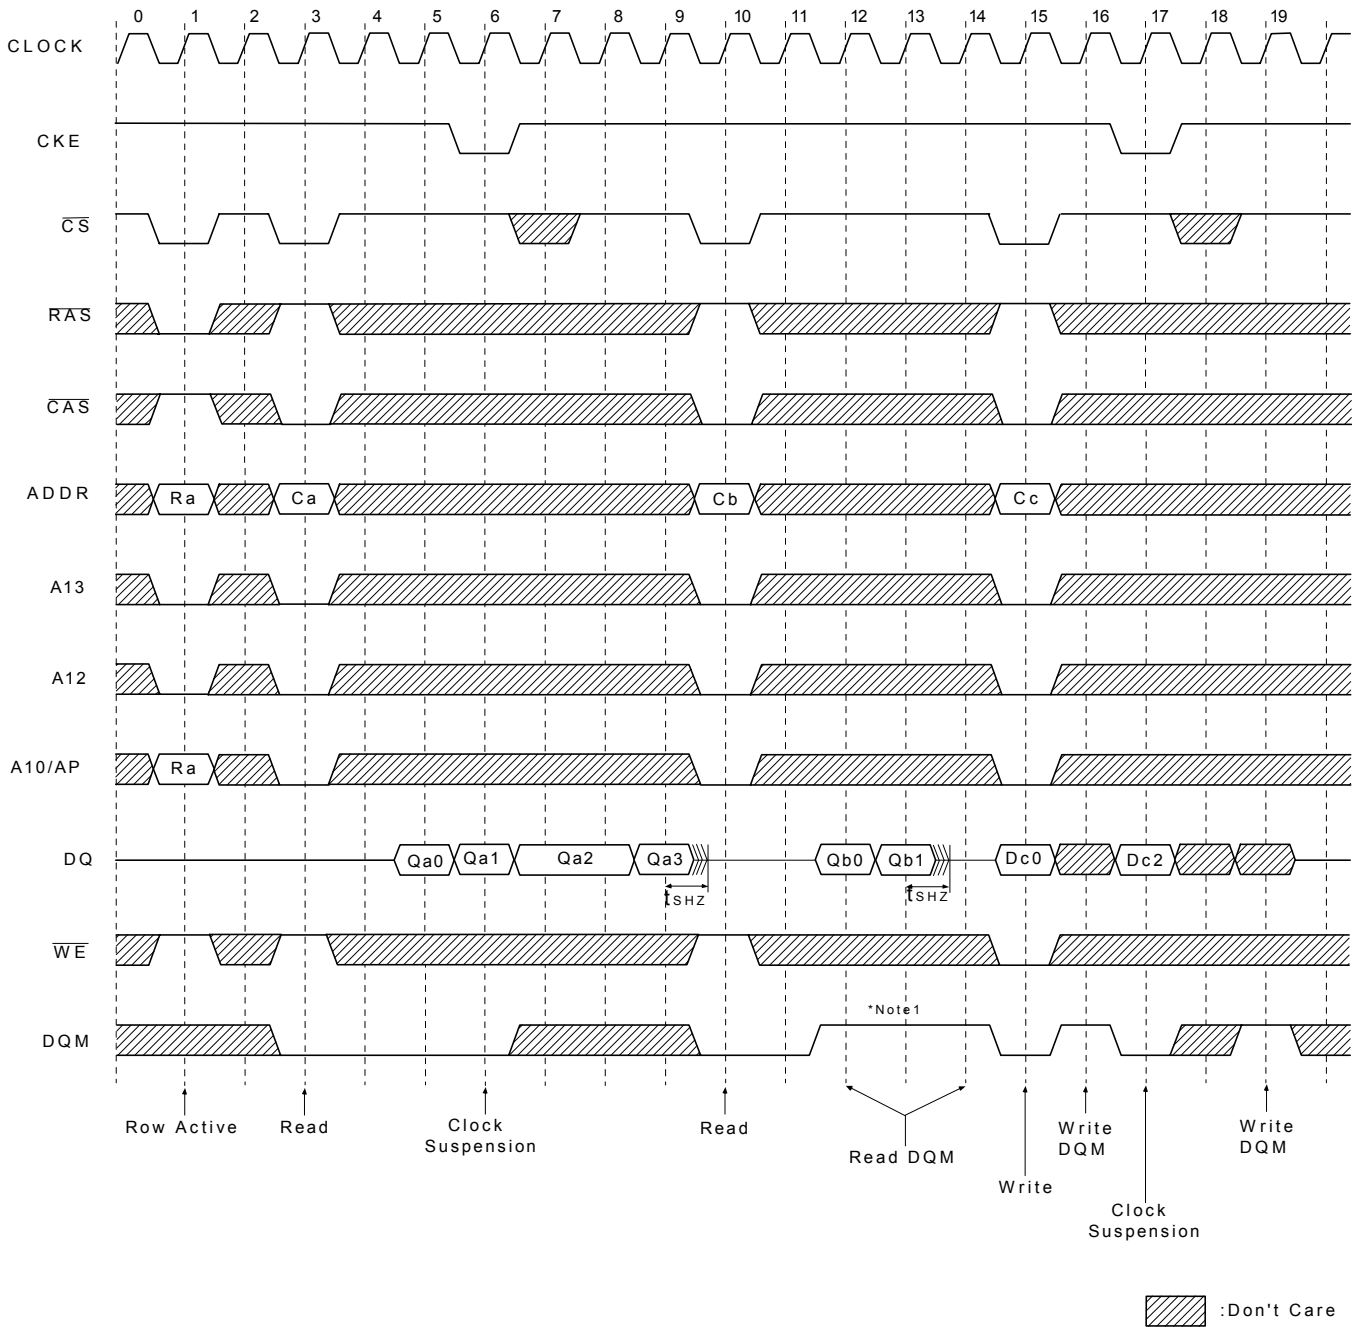 0 1 2 3 4 5 6 7 8 9 10 11 12 13 14 15 16 17 18 19
CLOCK
CKE
CS
RAS
CAS
ADDR Ra Ca Cb Cc
A13
A12
A10/AP Ra
DQ Qa0 Qa1 Qa2 Qa3 Qb0 Qb1 Dc0 Dc2
tSHZ tSHZ
WE
*Note1
DQM
Row Active Read Clock Suspension Read Read DQM Write Write DQM Clock Suspension Write DQM
:Don't Care